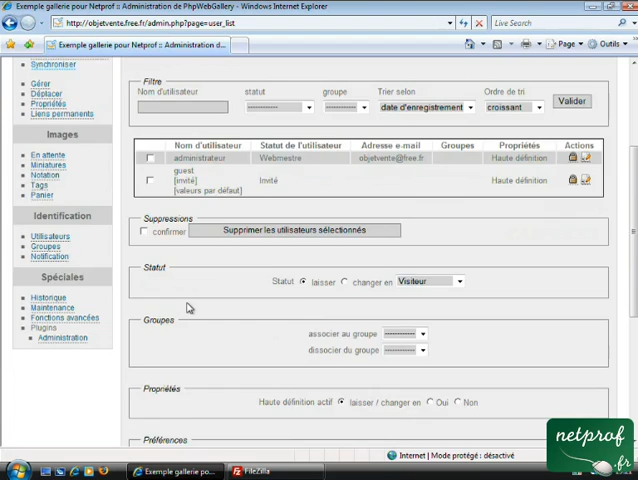 Exemple gallerie pour Netprof :: Administration de PhpWebGallery - Windows Internet Explorer
http://objetvente.free.fr/admin.php?page=user_list
Live Search
Exemple gallerie pour Netprof :: Administration d...
Page
Outils
Synchroniser
Gérer
Déplacer
Propriétés
Liens permanents
Images
En attente
Miniatures
Notation
Tags
Panier
Identification
Utilisateurs
Groupes
Notification
Spéciales
Historique
Maintenance
Fonctions avancées
Plugins
Administration
Filtre
Nom d'utilisateur statut groupe Trier selon Ordre de tri
------------ ------------ date d'enregistrement croissant Valider
Nom d'utilisateur Statut de l'utilisateur Adresse e-mail Groupes Propriétés Actions
administrateur Webmestre objetvente@free.fr Haute définition
guest
[invité] Invité Haute définition
[valeurs par défaut]
Suppressions
confirmer Supprimer les utilisateurs sélectionnés
Statut
Statut laisser changer en Visiteur
Groupes
associer au groupe ------------
dissocier du groupe ------------
Propriétés
Haute définition actif laisser / changer en Oui Non
Préférences
Internet | Mode protégé : désactivé
Exemple gallerie po...
FileZilla
netprof
.fr